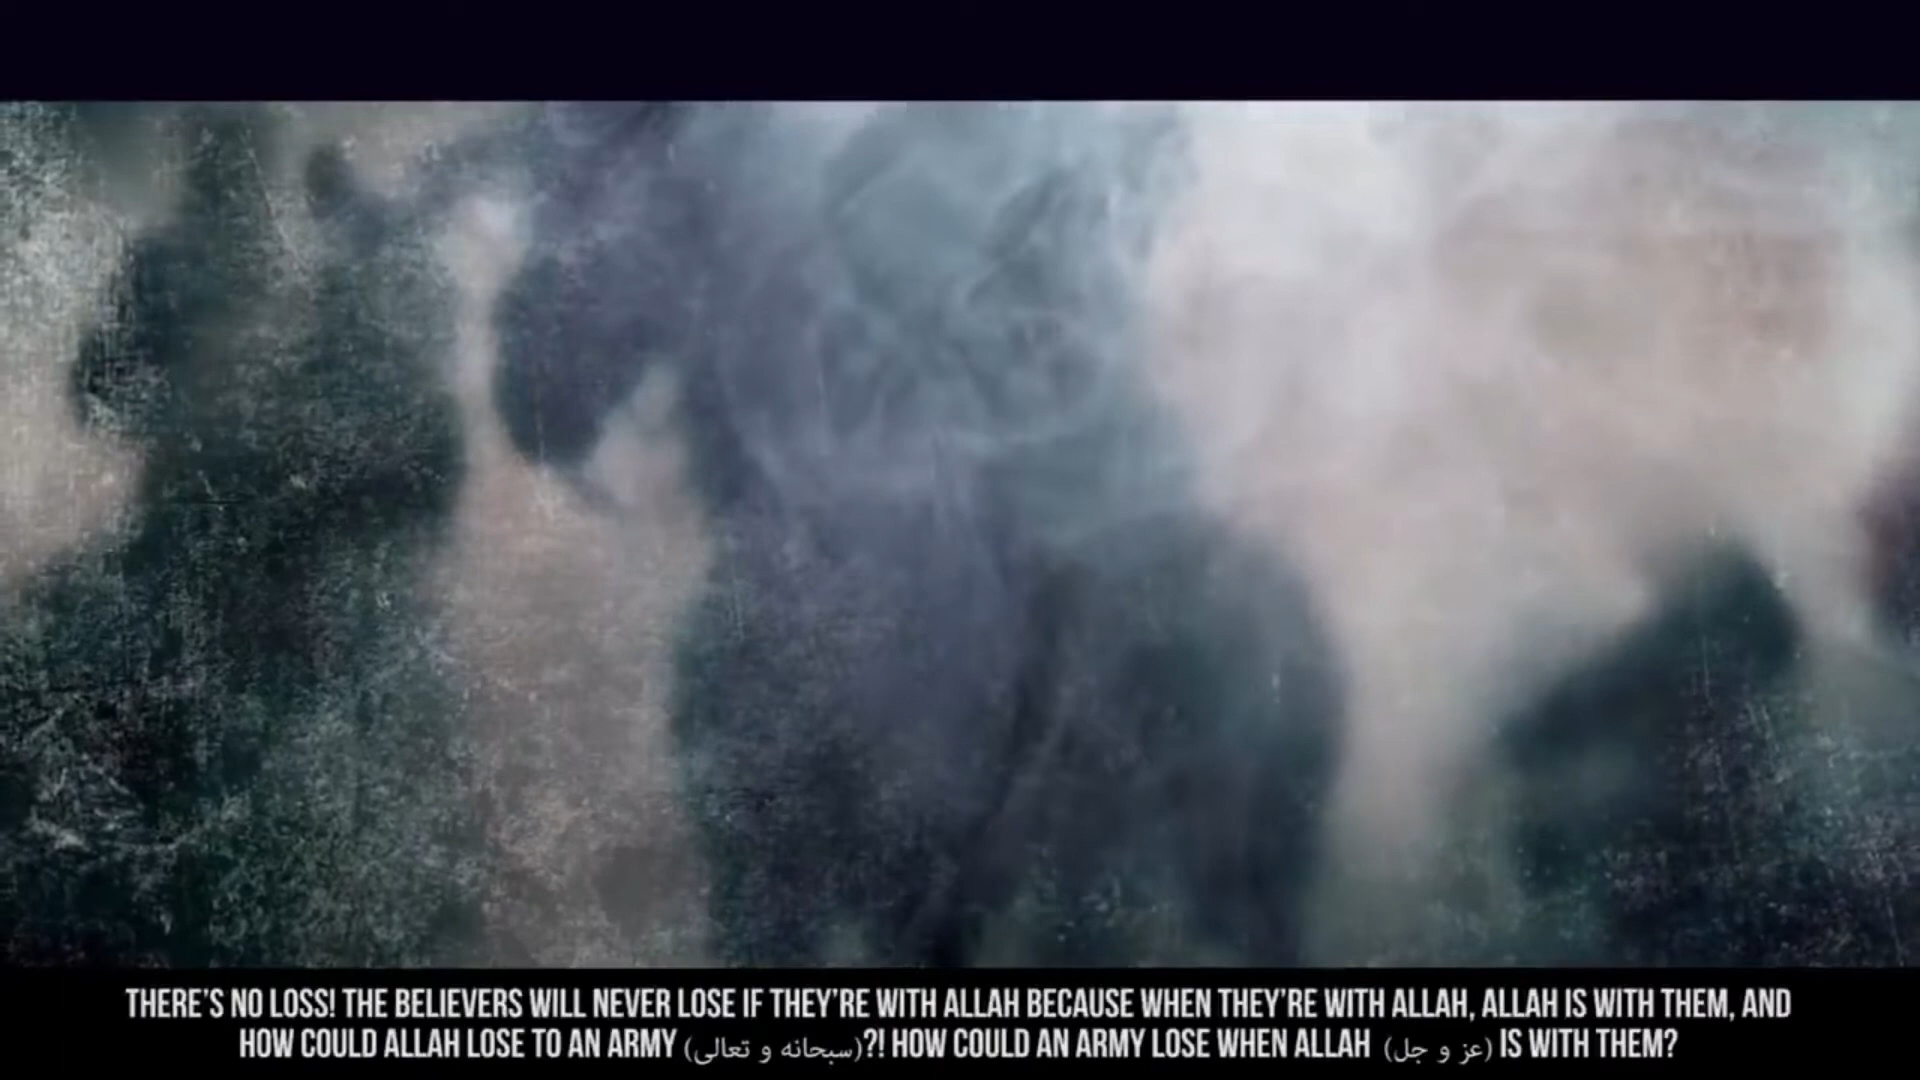 THERE'S NO LOSS! THE BELIEVERS WILL NEVER LOSE IF THEY'RE WITH ALLAH BECAUSE WHEN THEY'RE WITH ALLAH, ALLAH IS WITH THEM, AND
HOW COULD ALLAH LOSE TO AN ARMY (سبحانه و تعالى)?! HOW COULD AN ARMY LOSE WHEN ALLAH (عز و جل) IS WITH THEM?